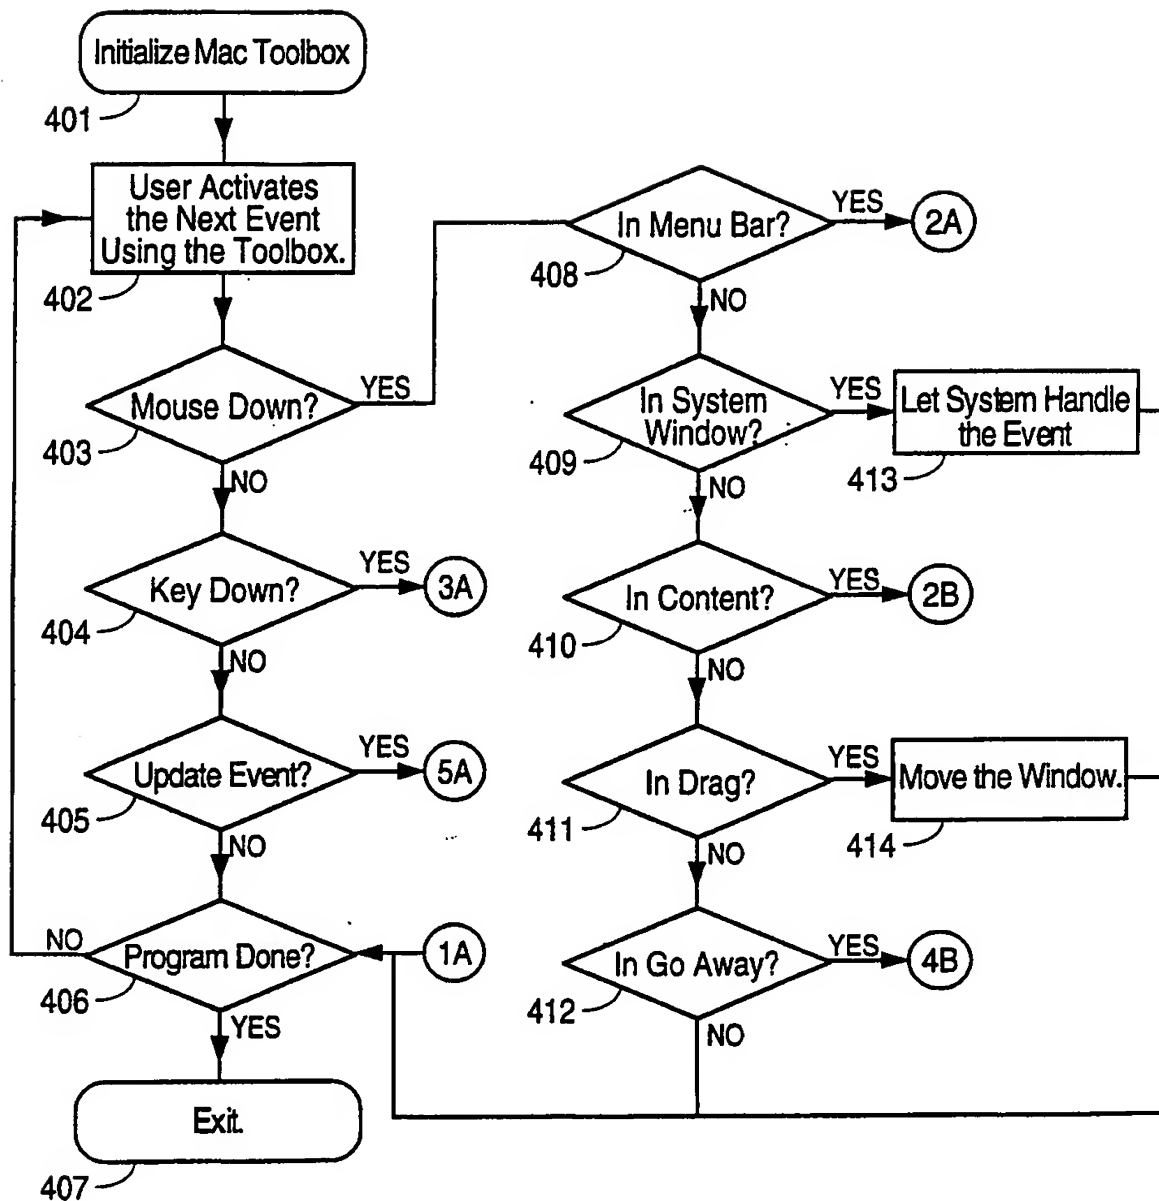 Initialize Mac Toolbox
401
User Activates
the Next Event
Using the Toolbox.
402
Mouse Down?
YES
403
NO
Key Down?
YES
3A
404
NO
Update Event?
YES
5A
405
NO
Program Done?
NO
1A
406
YES
Exit.
407
In Menu Bar?
YES
2A
408
NO
In System
Window?
YES
Let System Handle
the Event
409
413
NO
In Content?
YES
2B
410
NO
In Drag?
YES
Move the Window.
411
414
NO
In Go Away?
YES
4B
412
NO